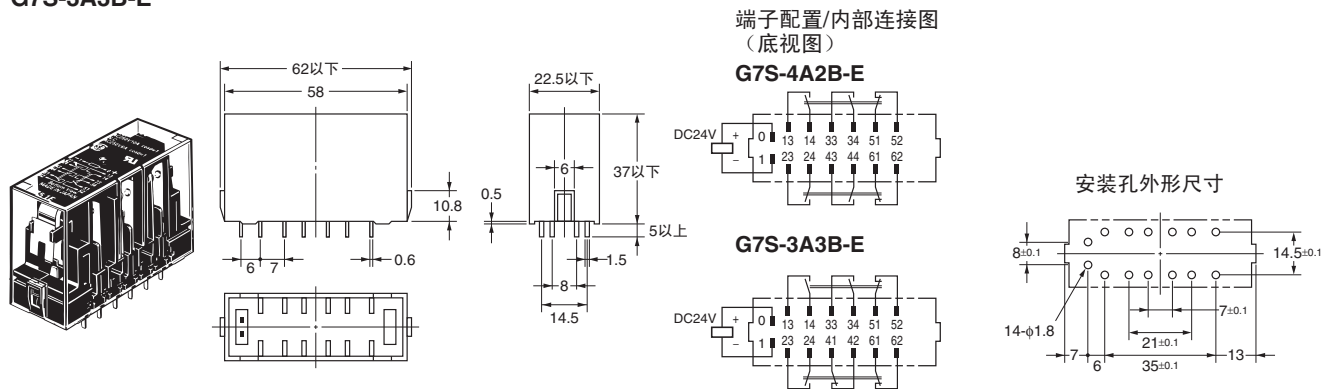 G7S-3A3B-E
62以下
58
10.8
6
7
0.6
22.5以下
6
37以下
0.5
5以上
1.5
8
14.5
端子配置/内部连接图
（底视图）
G7S-4A2B-E
DC24V
+
−
0
1
13 14 33 34 51 52
23 24 43 44 61 62
G7S-3A3B-E
DC24V
+
−
0
1
13 14 33 34 51 52
23 24 41 42 61 62
安装孔外形尺寸
8±0.1
14.5±0.1
7±0.1
14-ϕ1.8
21±0.1
7
6
35±0.1
13